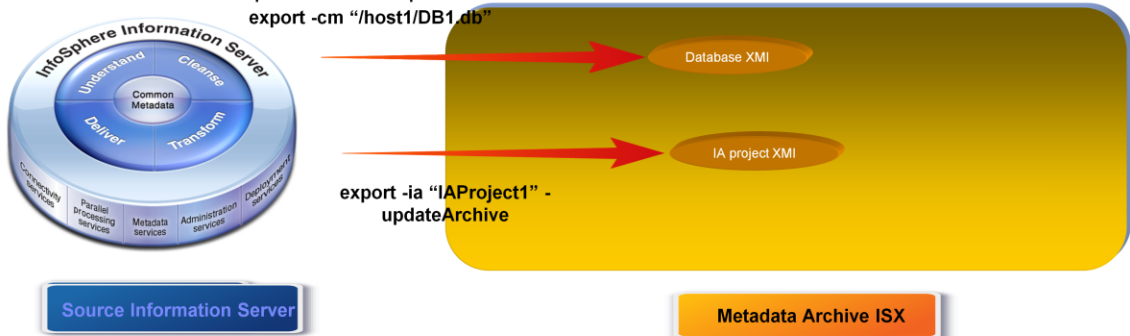 export -cm “/host1/DB1.db”
InfoSphere Information Server
Understand
Cleanse
Common
Metadata
Deliver
Transform
Connectivity
services
Parallel
processing
services
Metadata
services
Administration
services
Deployment
services
Database XMI
IA project XMI
export -ia “IAProject1” -
updateArchive
Source Information Server
Metadata Archive ISX